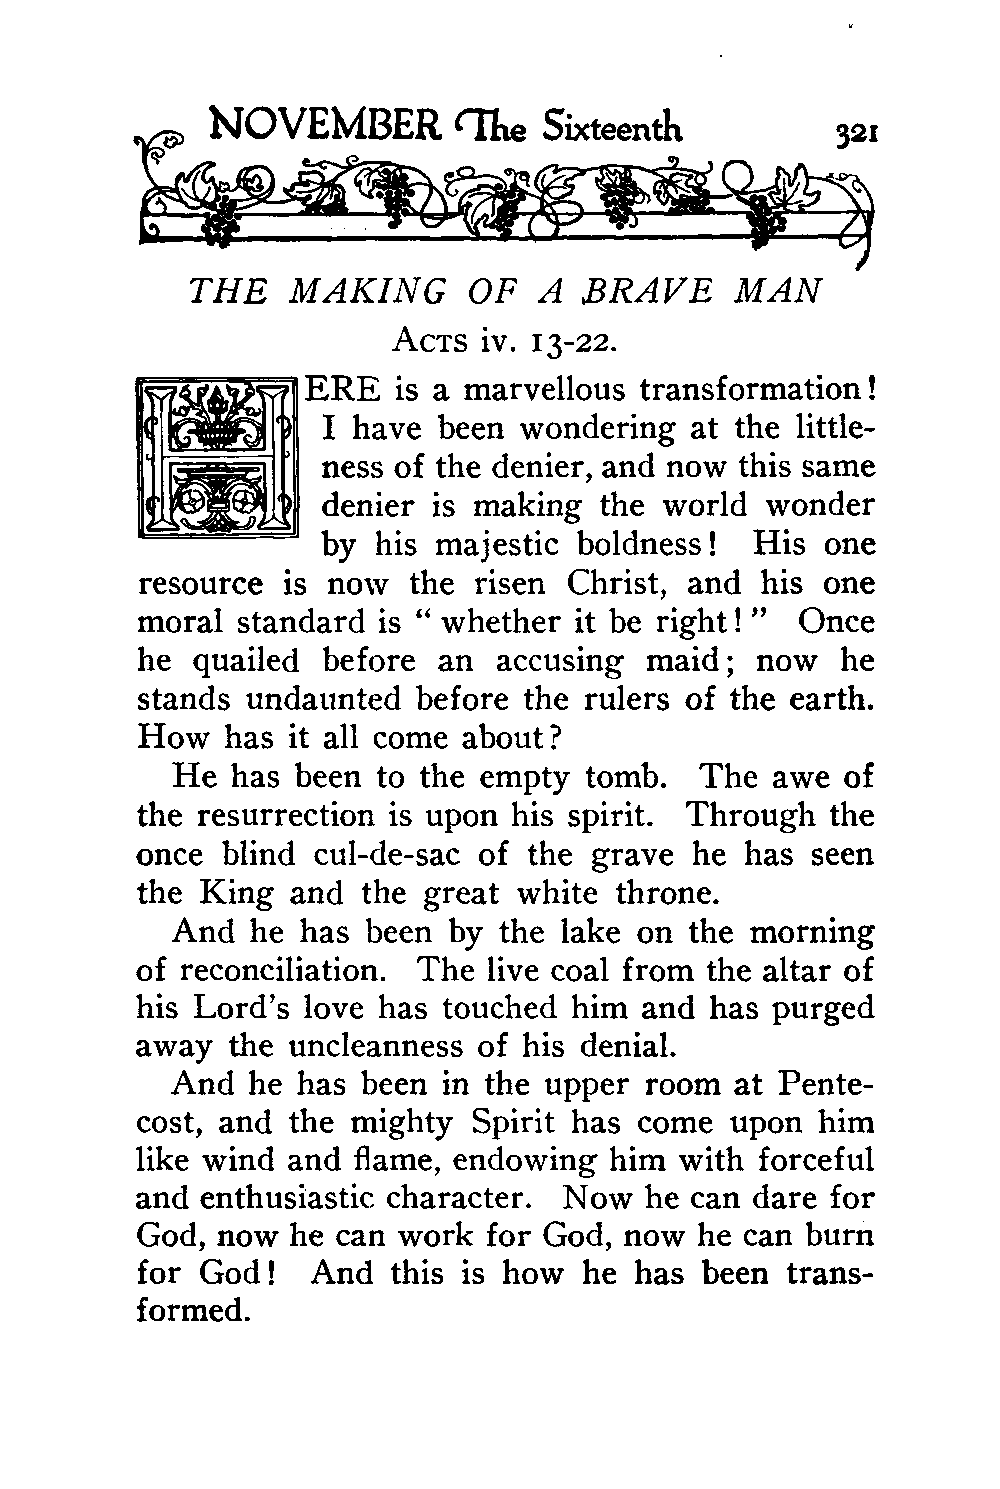 NOVEMBER The Sixteenth 321
THE MAKING OF A BRAVE MAN
ACTS iv. 13-22.
HERE is a marvellous transformation!
I have been wondering at the little-
ness of the denier, and now this same
denier is making the world wonder
by his majestic boldness! His one
resource is now the risen Christ, and his one
moral standard is “ whether it be right! ” Once
he quailed before an accusing maid; now he
stands undaunted before the rulers of the earth.
How has it all come about?
He has been to the empty tomb. The awe of
the resurrection is upon his spirit. Through the
once blind cul-de-sac of the grave he has seen
the King and the great white throne.
And he has been by the lake on the morning
of reconciliation. The live coal from the altar of
his Lord’s love has touched him and has purged
away the uncleanness of his denial.
And he has been in the upper room at Pente-
cost, and the mighty Spirit has come upon him
like wind and flame, endowing him with forceful
and enthusiastic character. Now he can dare for
God, now he can work for God, now he can burn
for God! And this is how he has been trans-
formed.